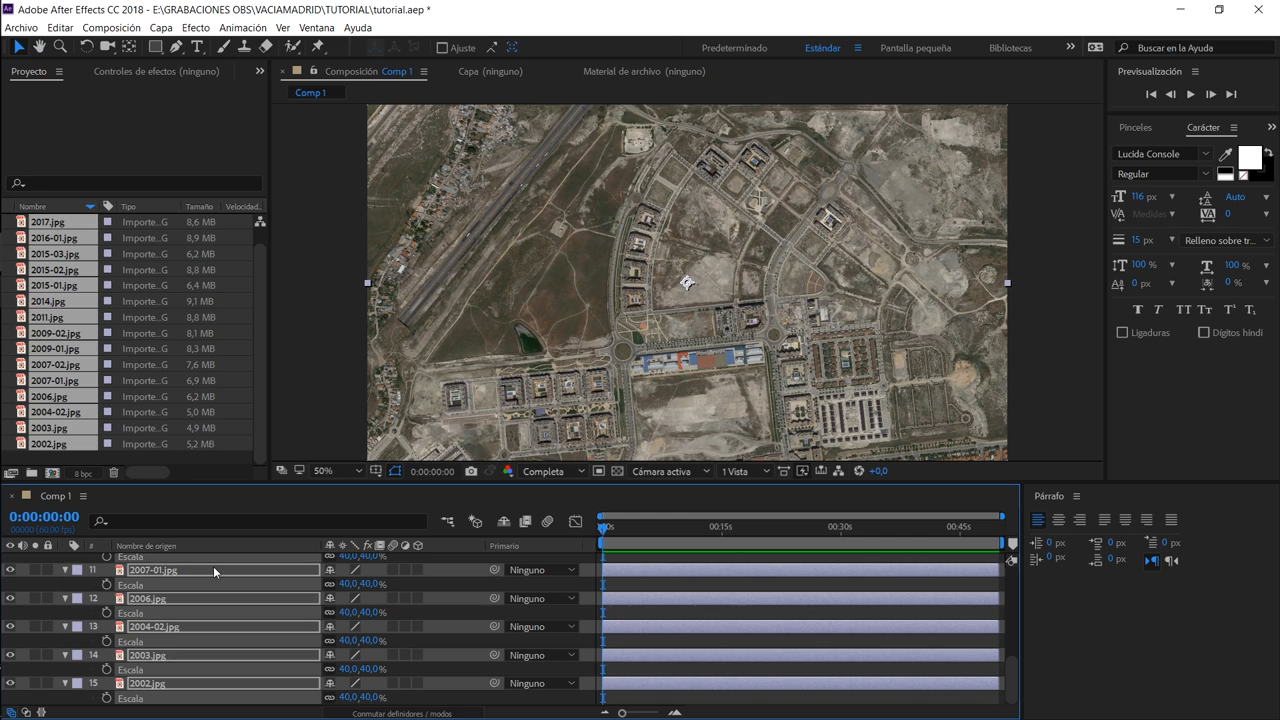 Adobe After Effects CC 2018 - E:\GRABACIONES OBS\VACIAMADRID\TUTORIAL\tutorial.aep *
Archivo Editar Composición Capa Efecto Animación Ver Ventana Ayuda
Ajuste Predeterminado Estándar Pantalla pequeña Bibliotecas Buscar en la Ayuda
Proyecto Controles de efectos (ninguno)
Composición Comp 1 Capa (ninguno) Material de archivo (ninguno)
Comp 1
Nombre Tipo Tamaño Velocidad...
2017.jpg Importe...G 8,6 MB
2016-01.jpg Importe...G 8,9 MB
2015-03.jpg Importe...G 6,2 MB
2015-02.jpg Importe...G 8,8 MB
2015-01.jpg Importe...G 6,4 MB
2014.jpg Importe...G 9,1 MB
2011.jpg Importe...G 8,8 MB
2009-02.jpg Importe...G 8,1 MB
2009-01.jpg Importe...G 8,3 MB
2007-02.jpg Importe...G 7,6 MB
2007-01.jpg Importe...G 6,9 MB
2006.jpg Importe...G 6,2 MB
2004-02.jpg Importe...G 5,0 MB
2003.jpg Importe...G 4,9 MB
2002.jpg Importe...G 5,2 MB
8 bpc
50% 0:00:00:00 Completa Cámara activa 1 Vista +0,0
Previsualización
Pinceles Carácter
Lucida Console
Regular
116 px Auto
Medidas 0
15 px Relleno sobre tr...
100 % 100 %
0 px 0 %
T T TT Tт T¹ T₁
Ligaduras Dígitos hindi
Comp 1
0:00:00:00
00000 (60.00 fps)
# Nombre de origen Primario
00:15s 00:30s 00:45s
Escala 40,0,40,0%
11 2007-01.jpg Ninguno
Escala 40,0,40,0%
12 2006.jpg Ninguno
Escala 40,0,40,0%
13 2004-02.jpg Ninguno
Escala 40,0,40,0%
14 2003.jpg Ninguno
Escala 40,0,40,0%
15 2002.jpg Ninguno
Escala 40,0,40,0%
Conmutar definidores / modos
Párrafo
0 px 0 px 0 px
0 px 0 px